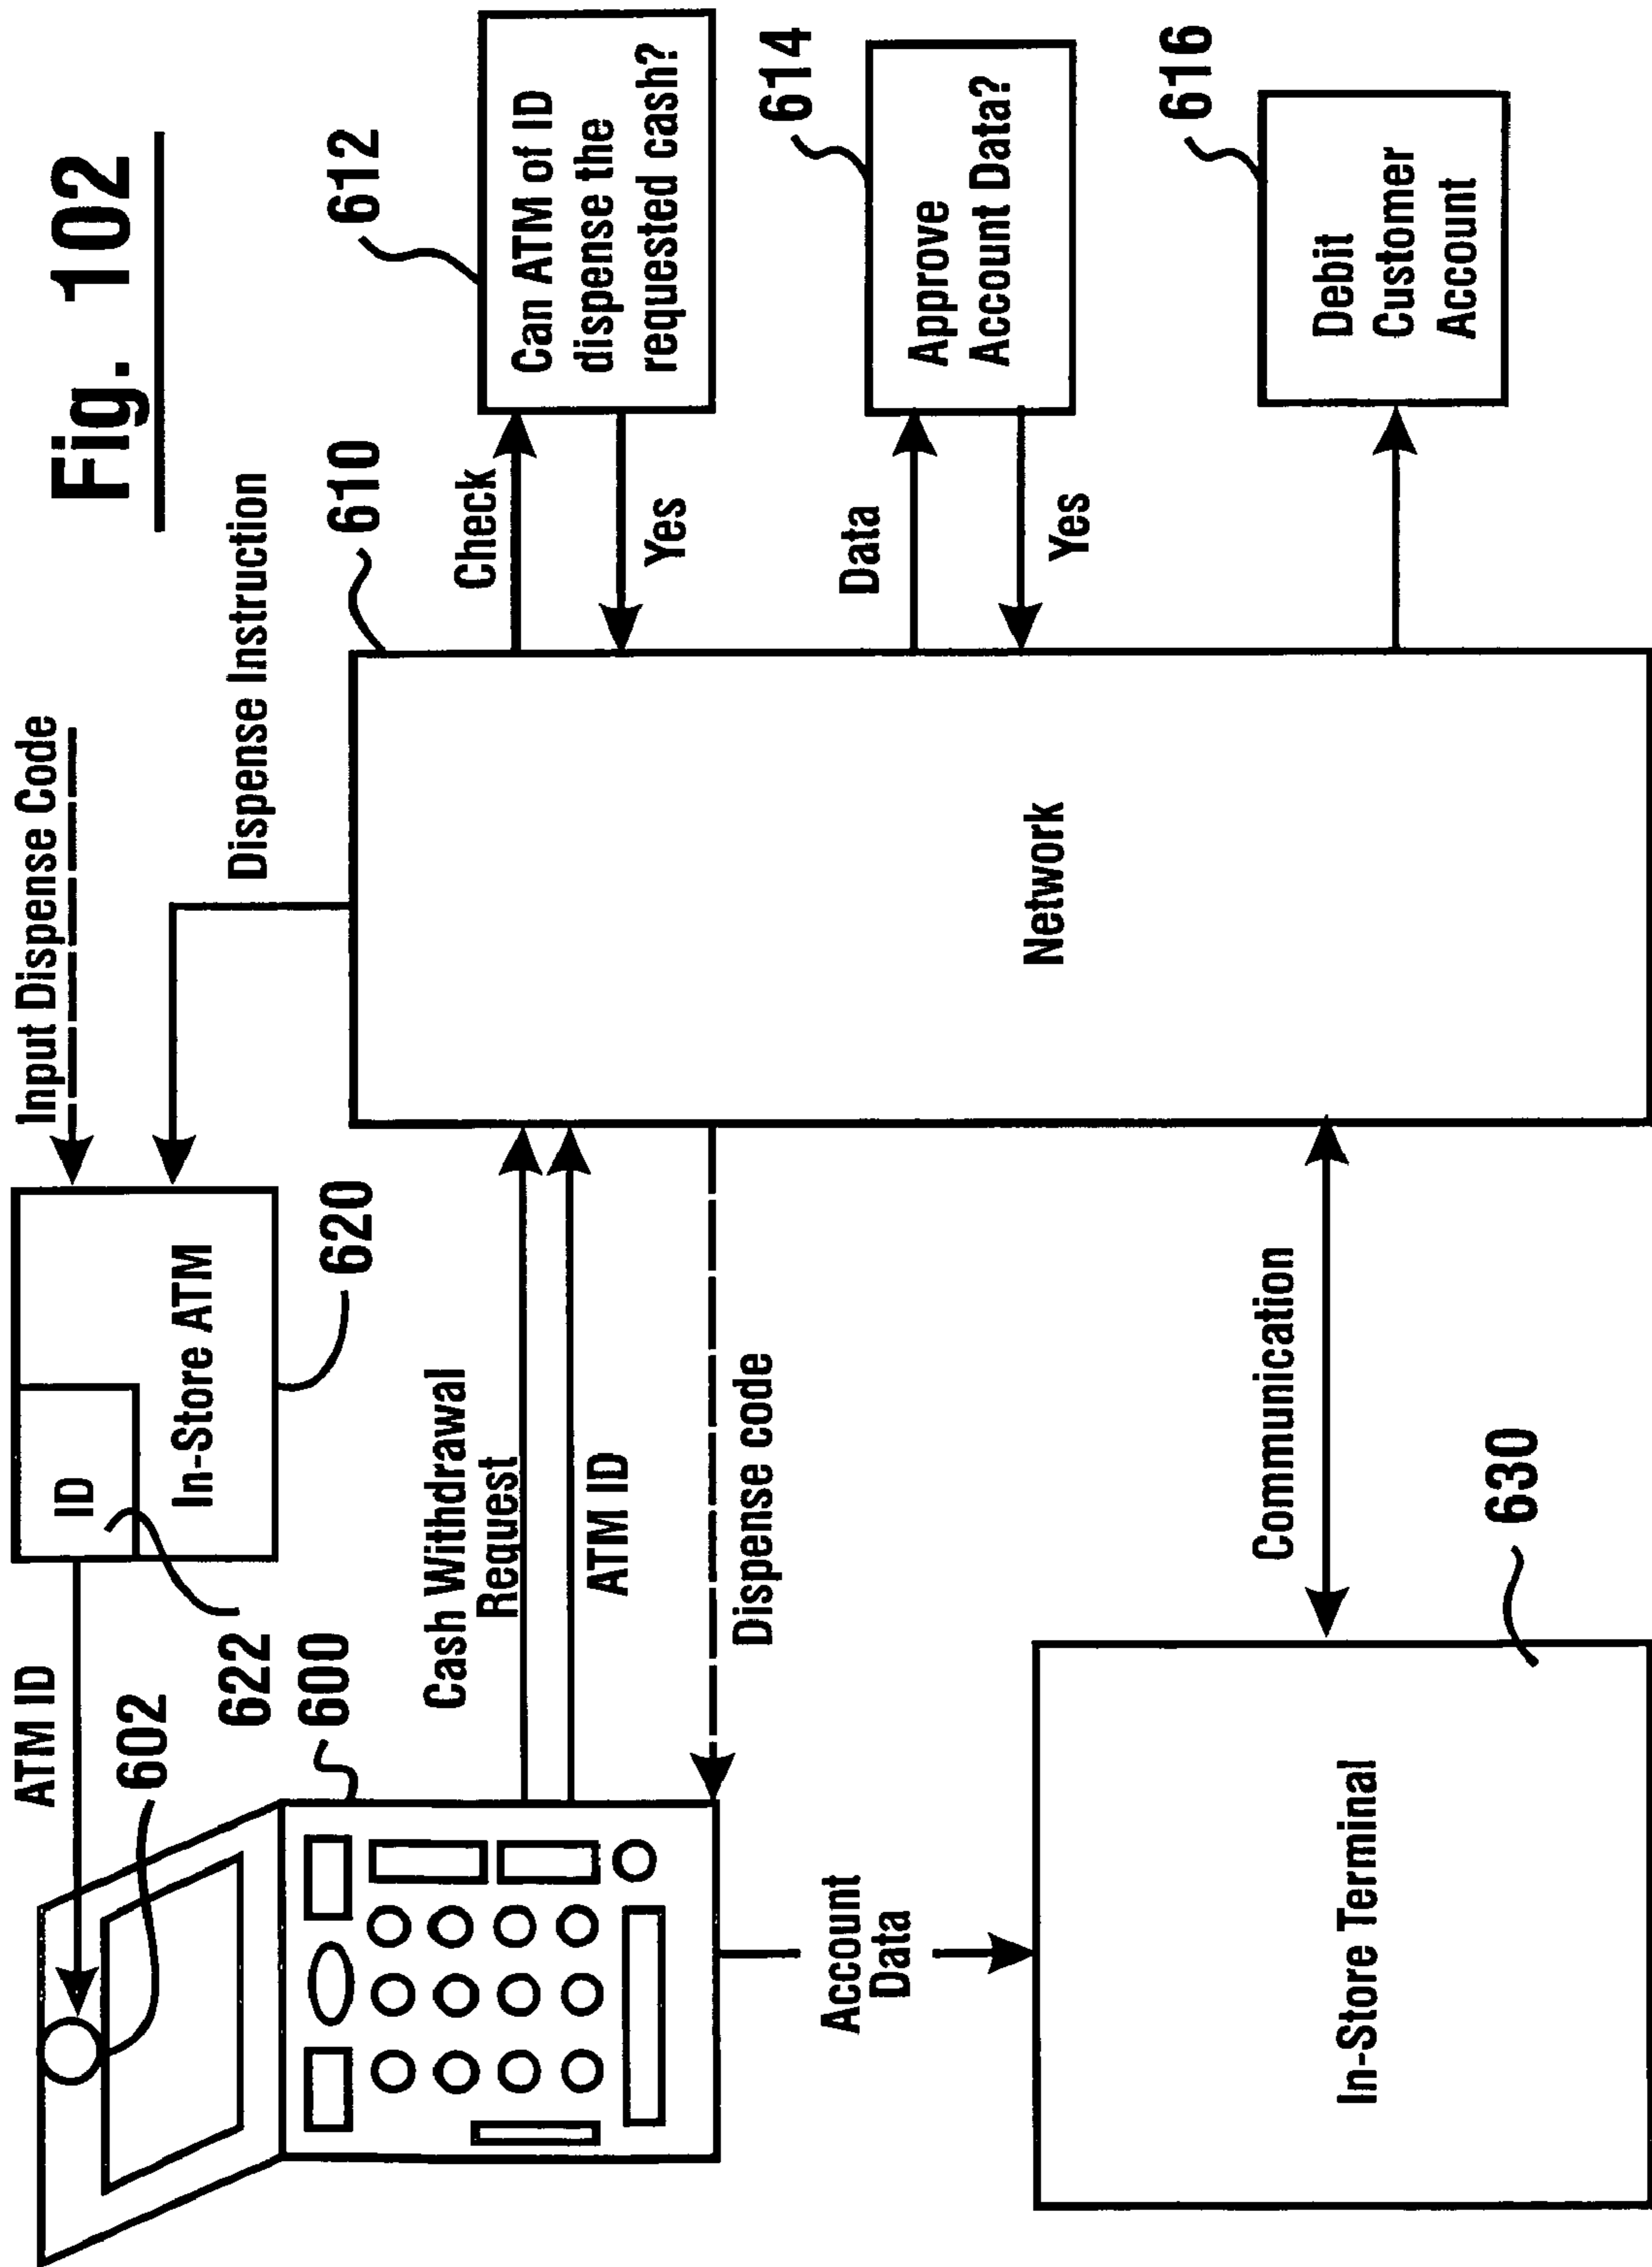 Fig. 102
Input Dispense Code
Dispense Instruction
ATM ID
602
622
600
ID
In-Store ATM
620
610
612
Check
Can ATM of ID
dispense the
requested cash?
Yes
Cash Withdrawal
Request
ATM ID
Dispense code
Network
614
Data
Approve
Account Data?
Yes
616
Debit
Customer
Account
Account
Data
Communication
630
In-Store Terminal